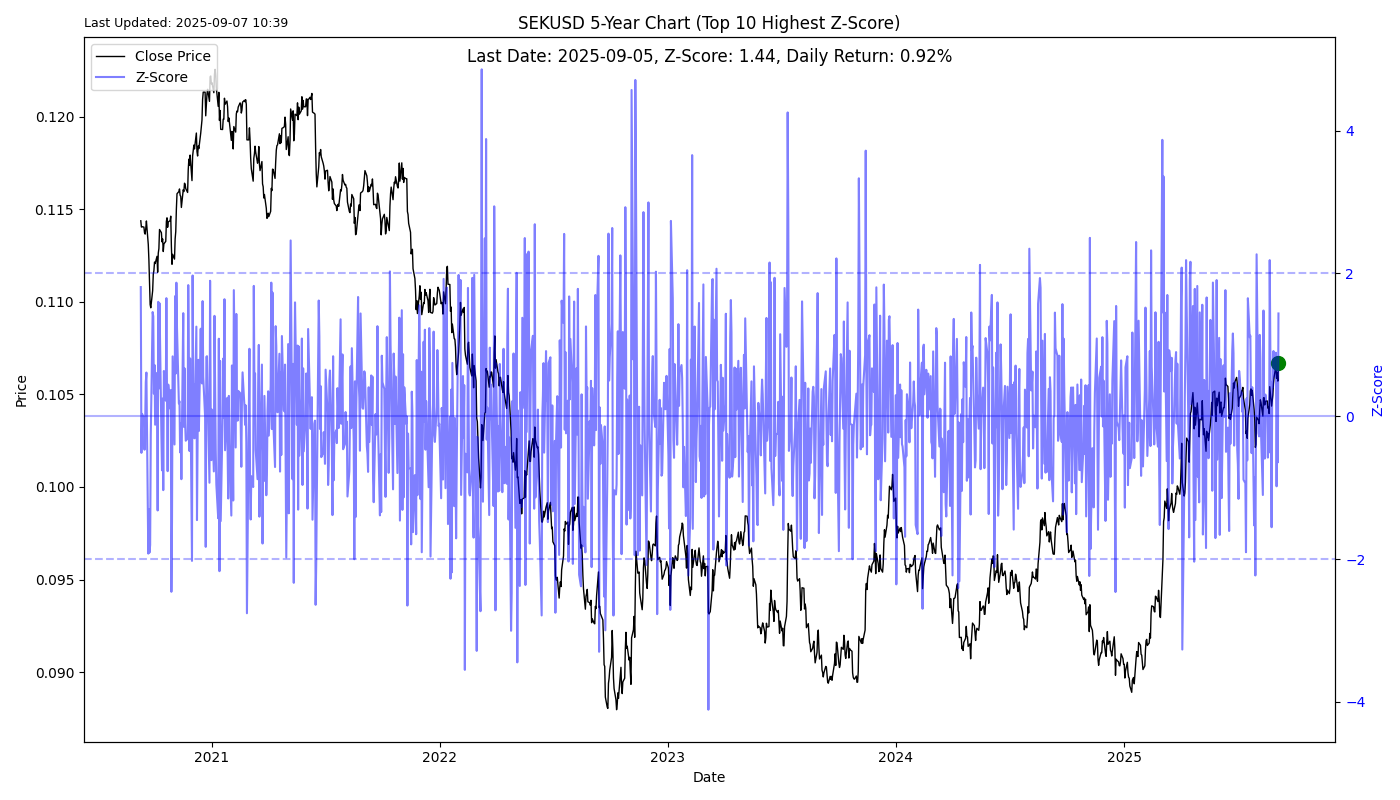 Last Updated: 2025-09-07 10:39
SEKUSD 5-Year Chart (Top 10 Highest Z-Score)
Last Date: 2025-09-05, Z-Score: 1.44, Daily Return: 0.92%
Close Price
Z-Score
0.120
0.115
0.110
0.105
0.100
0.095
0.090
Price
4
2
0
−2
−4
Z-Score
2021
2022
2023
2024
2025
Date